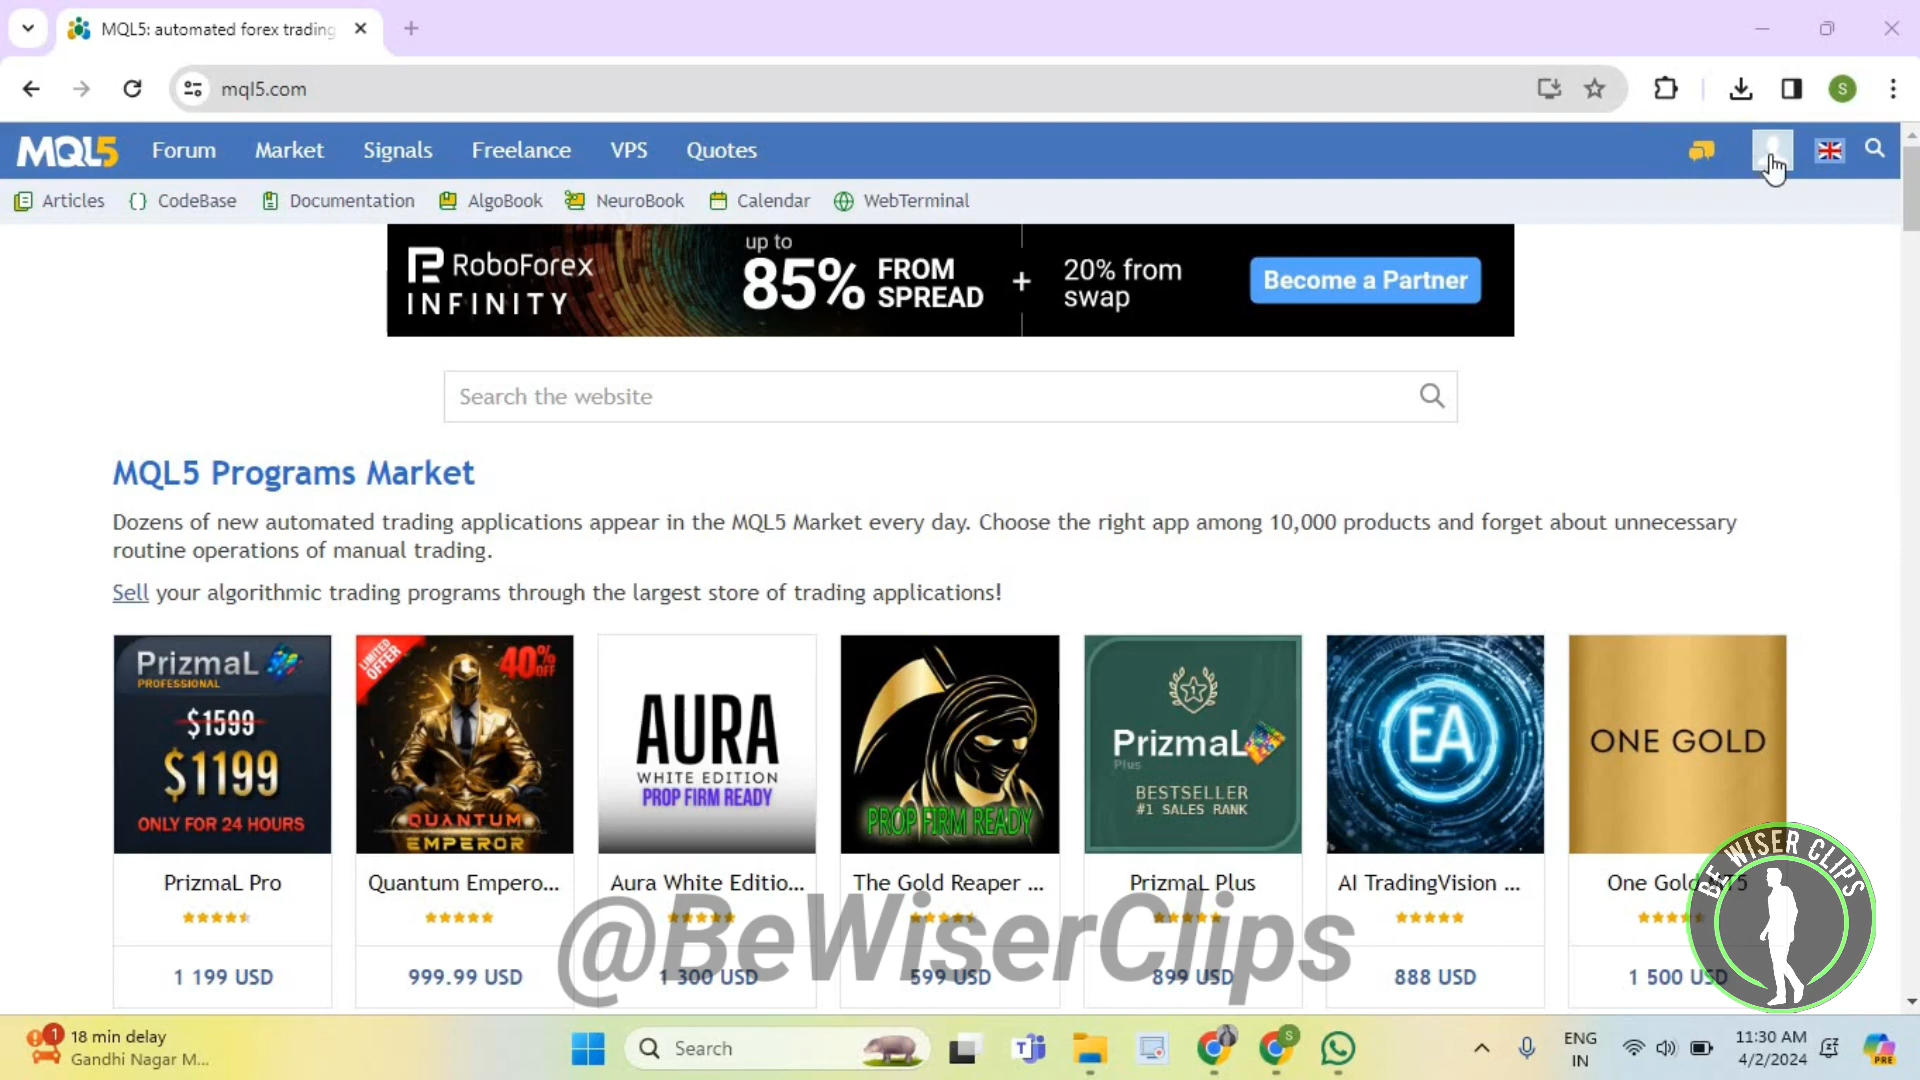 MQL5: automated forex trading
mql5.com
S
MQL5 Forum Market Signals Freelance VPS Quotes
Articles CodeBase Documentation AlgoBook NeuroBook Calendar WebTerminal
RoboForex
INFINITY
up to
85% FROM SPREAD
+
20% from swap
Become a Partner
Search the website
MQL5 Programs Market
Dozens of new automated trading applications appear in the MQL5 Market every day. Choose the right app among 10,000 products and forget about unnecessary
routine operations of manual trading.
Sell your algorithmic trading programs through the largest store of trading applications!
PrizmaL
PROFESSIONAL
$1599
$1199
ONLY FOR 24 HOURS
LIMITED OFFER
40% OFF
QUANTUM
EMPEROR
AURA
WHITE EDITION
PROP FIRM READY
PROP FIRM READY
PrizmaL
Plus
1
BESTSELLER
#1 SALES RANK
EA
ONE GOLD
PrizmaL Pro
Quantum Empero...
Aura White Editio...
The Gold Reaper ...
PrizmaL Plus
AI TradingVision ...
One Gold MT5
1 199 USD
999.99 USD
1 300 USD
599 USD
899 USD
888 USD
1 500 USD
@BeWiserClips
BE WISER CLIPS
1
18 min delay
Gandhi Nagar M...
Search
S
ENG
IN
11:30 AM
4/2/2024
PRE